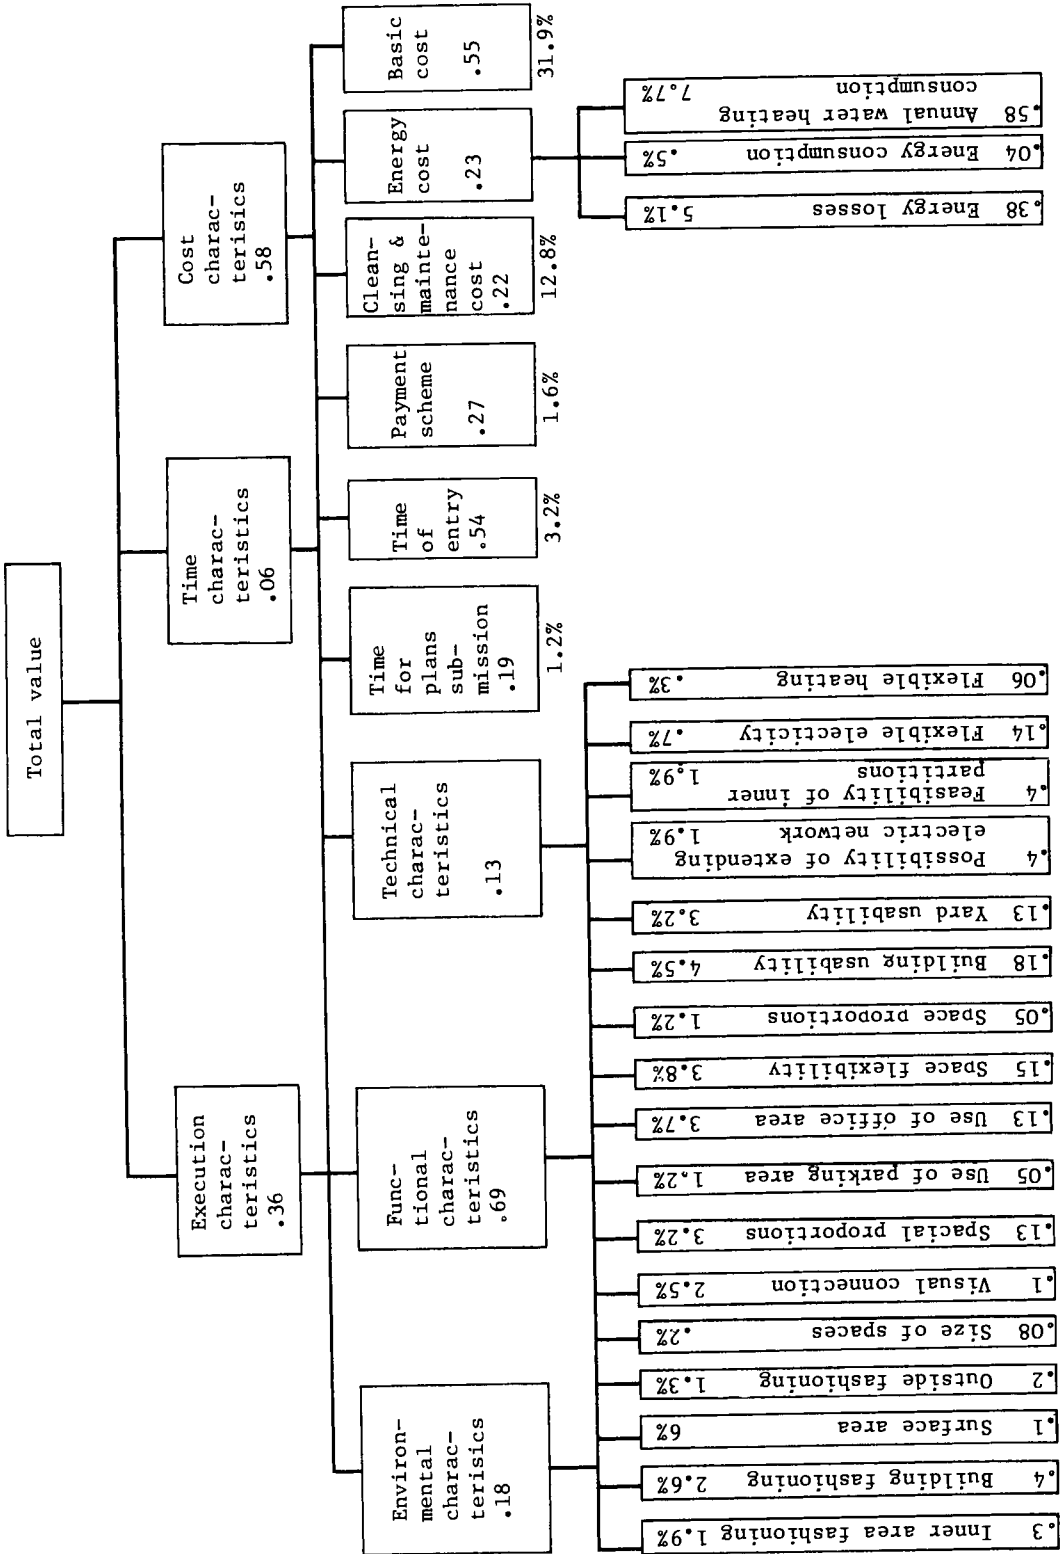 Total value
Execution
charac-
teristics
.36
Time
charac-
teristics
.06
Cost
charac-
terisics
.58
Environ-
mental
charac-
terisics
.18
Func-
tional
charac-
teristics
.69
Technical
charac-
teristics
.13
Time
for
plans
sub-
mission
.19
1.2%
Time
of
entry
.54
3.2%
Payment
scheme
.27
1.6%
Clean-
sing &
mainte-
nance
cost
.22
12.8%
Energy
cost
.23
Basic
cost
.55
31.9%
.3 Inner area fashioning 1.9%
.4 Building fashioning 2.6%
.1 Surface area 6%
.2 Outside fashioning 1.3%
.08 Size of spaces .2%
.1 Visual connection 2.5%
.13 Spacial proportions 3.2%
.05 Use of parking area 1.2%
.13 Use of office area 3.7%
.15 Space flexibility 3.8%
.05 Space proportions 1.2%
.18 Building usability 4.5%
.13 Yard usability 3.2%
.4 Possibility of extending
electric network 1.9%
.4 Feasibility of inner
partitions 1.9%
.14 Flexible electricity .7%
.06 Flexible heating .3%
.38 Energy losses 5.1%
.04 Energy consumption .5%
.58 Annual water heating
consumption 7.7%